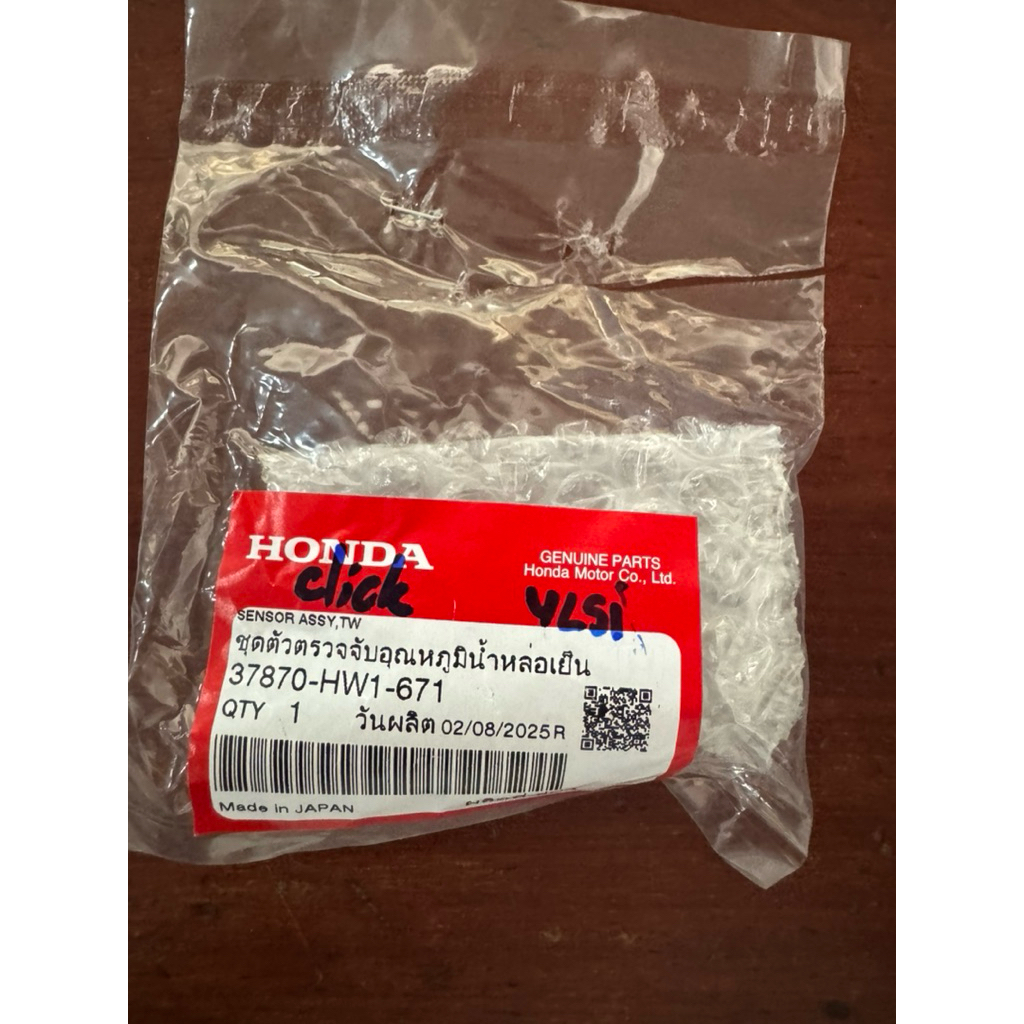 HONDA
GENUINE PARTS
Honda Motor Co., Ltd.
click
SENSOR ASSY,TW
ชุดตัวตรวจจับอุณหภูมิน้ำหล่อเย็น
37870-HW1-671
QTY 1 วันผลิต 02/08/2025 R
Made in JAPAN